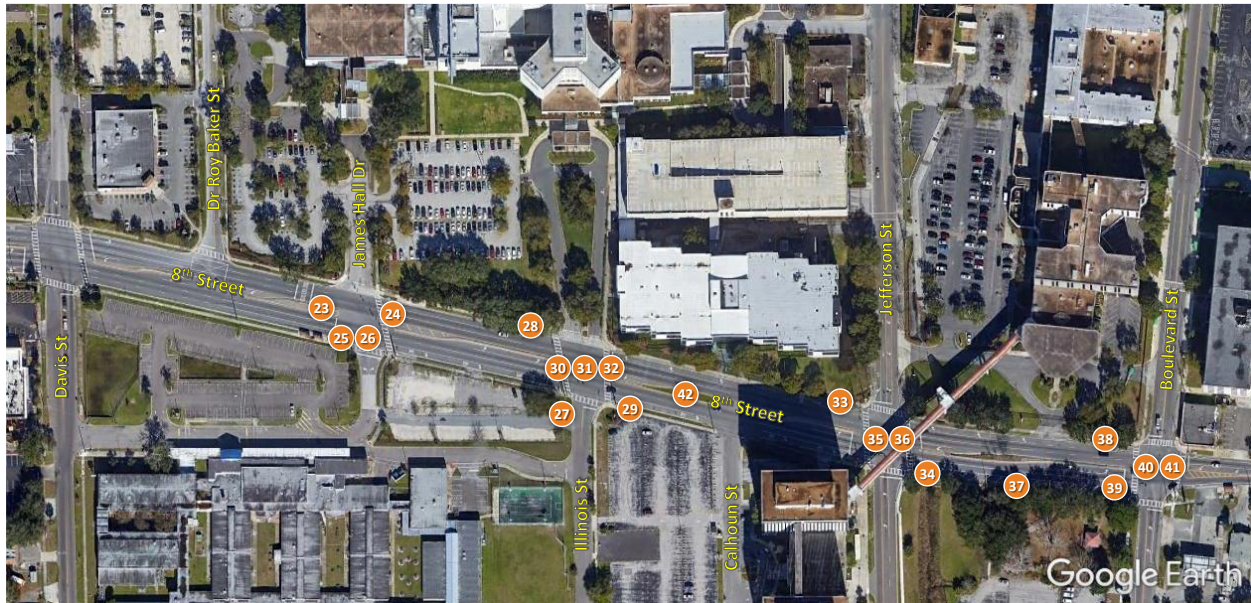 Dr Roy Baker St
James Hall Dr
8th Street
Jefferson St
Davis St
Boulevard St
23
24
25
26
28
30
31
32
42
27
29
8th Street
33
35
36
38
34
37
39
40
41
Illinois St
Calhoun St
Google Earth